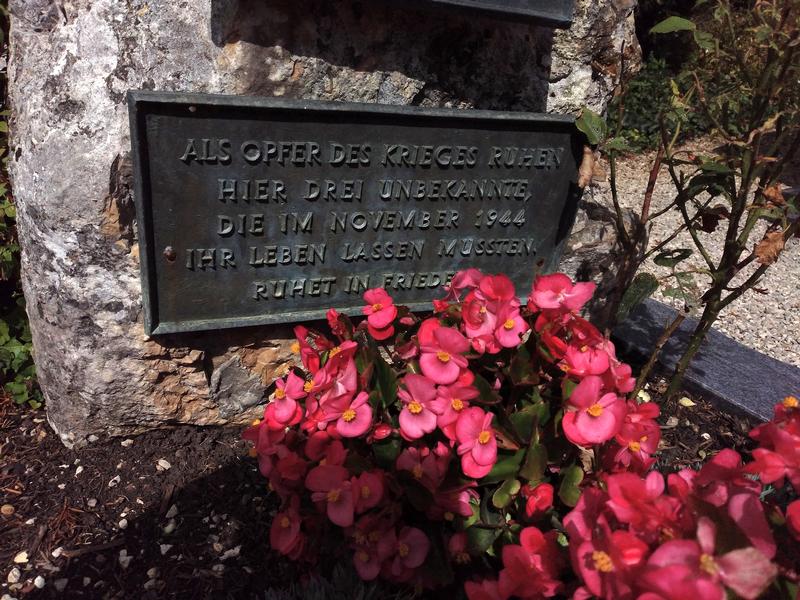 ALS OPFER DES KRIEGES RUHEN
HIER DREI UNBEKANNTE,
DIE IM NOVEMBER 1944
IHR LEBEN LASSEN MUSSTEN.
RUHET IN FRIEDEN